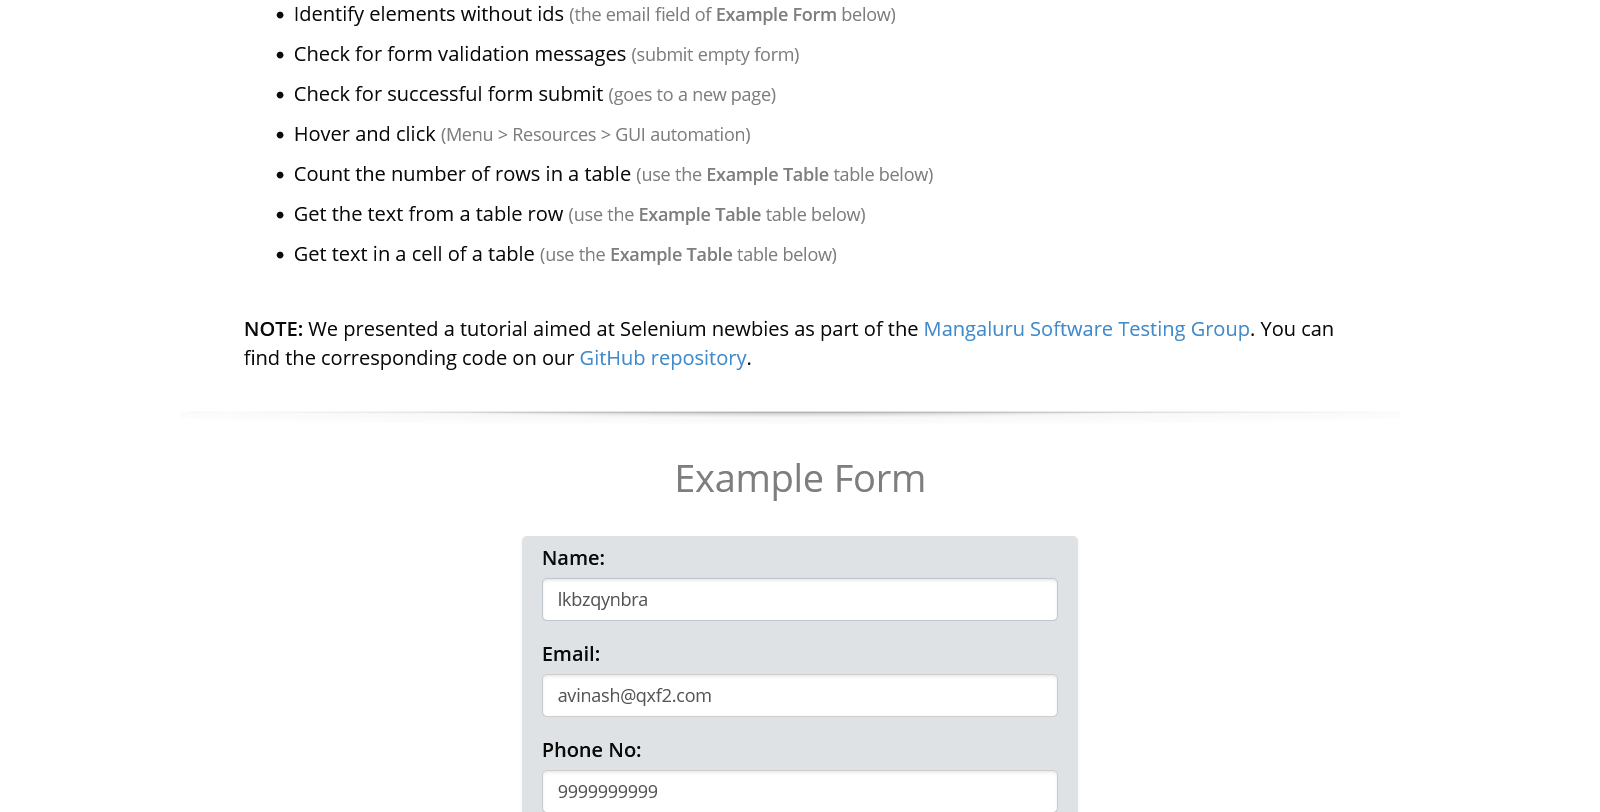 • Identify elements without ids (the email field of Example Form below)
• Check for form validation messages (submit empty form)
• Check for successful form submit (goes to a new page)
• Hover and click (Menu > Resources > GUI automation)
• Count the number of rows in a table (use the Example Table table below)
• Get the text from a table row (use the Example Table table below)
• Get text in a cell of a table (use the Example Table table below)
NOTE: We presented a tutorial aimed at Selenium newbies as part of the Mangaluru Software Testing Group. You can
find the corresponding code on our GitHub repository.
Example Form
Name:
lkbzqynbra
Email:
avinash@qxf2.com
Phone No:
9999999999